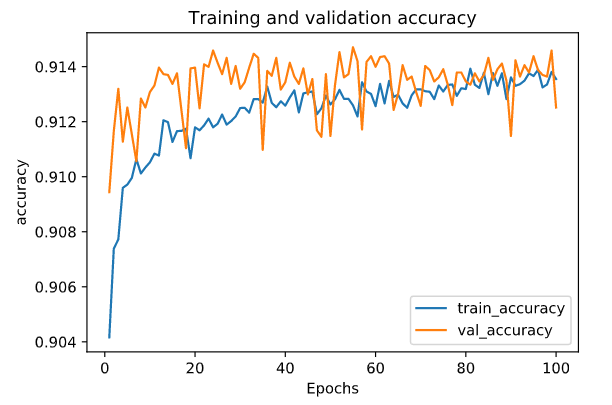 Training and validation accuracy
0.914
0.912
0.910
0.908
0.906
0.904
accuracy
0 20 40 60 80 100
Epochs
train_accuracy
val_accuracy